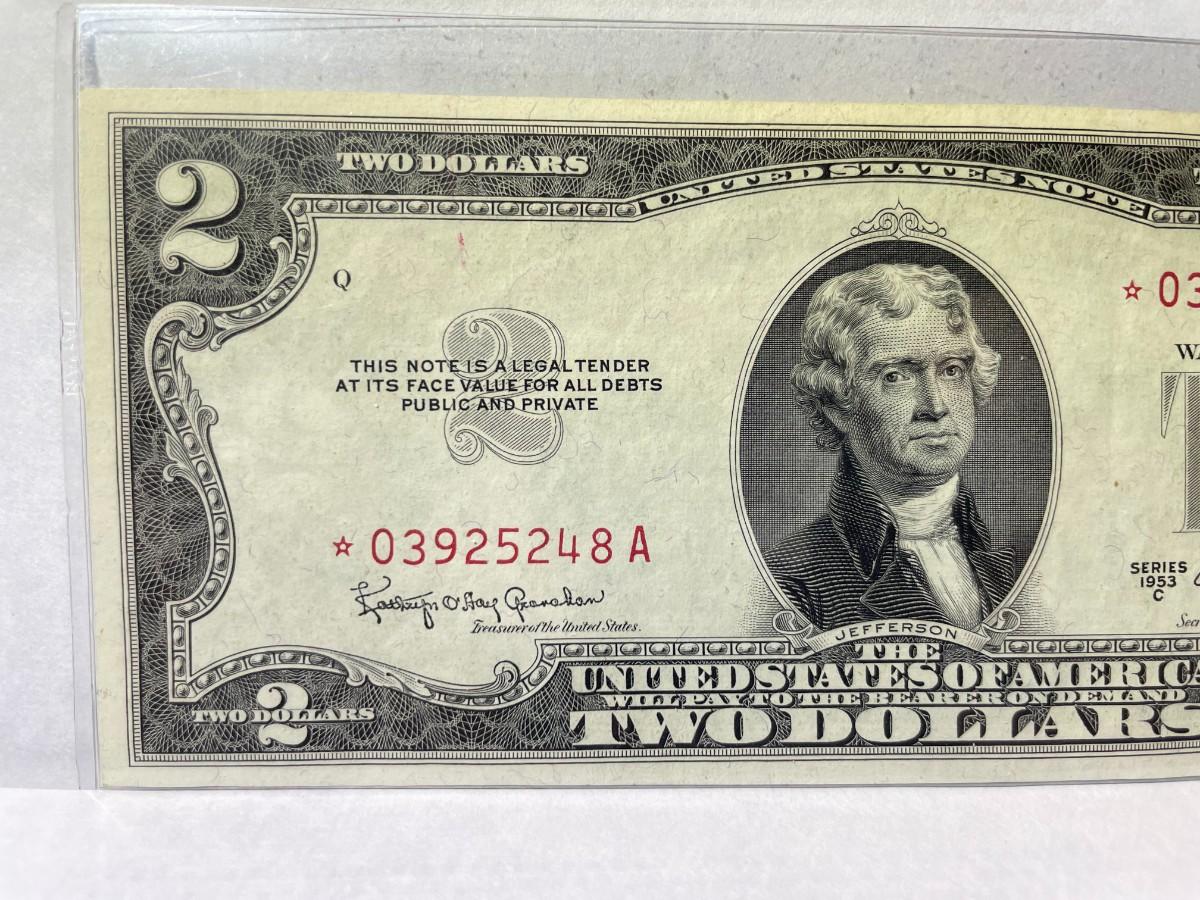 2
TWO DOLLARS
UNITED STATES NOTE
Q
☆ 03
2
THIS NOTE IS A LEGAL TENDER
AT ITS FACE VALUE FOR ALL DEBTS
PUBLIC AND PRIVATE
☆ 03925248 A
Kathryn O'Hay Granahan
Treasurer of the United States.
SERIES
1953
C
JEFFERSON
2
TWO DOLLARS
THE
UNITED STATES OF AMERICA
WILL PAY TO THE BEARER ON DEMAND
TWO DOLLARS